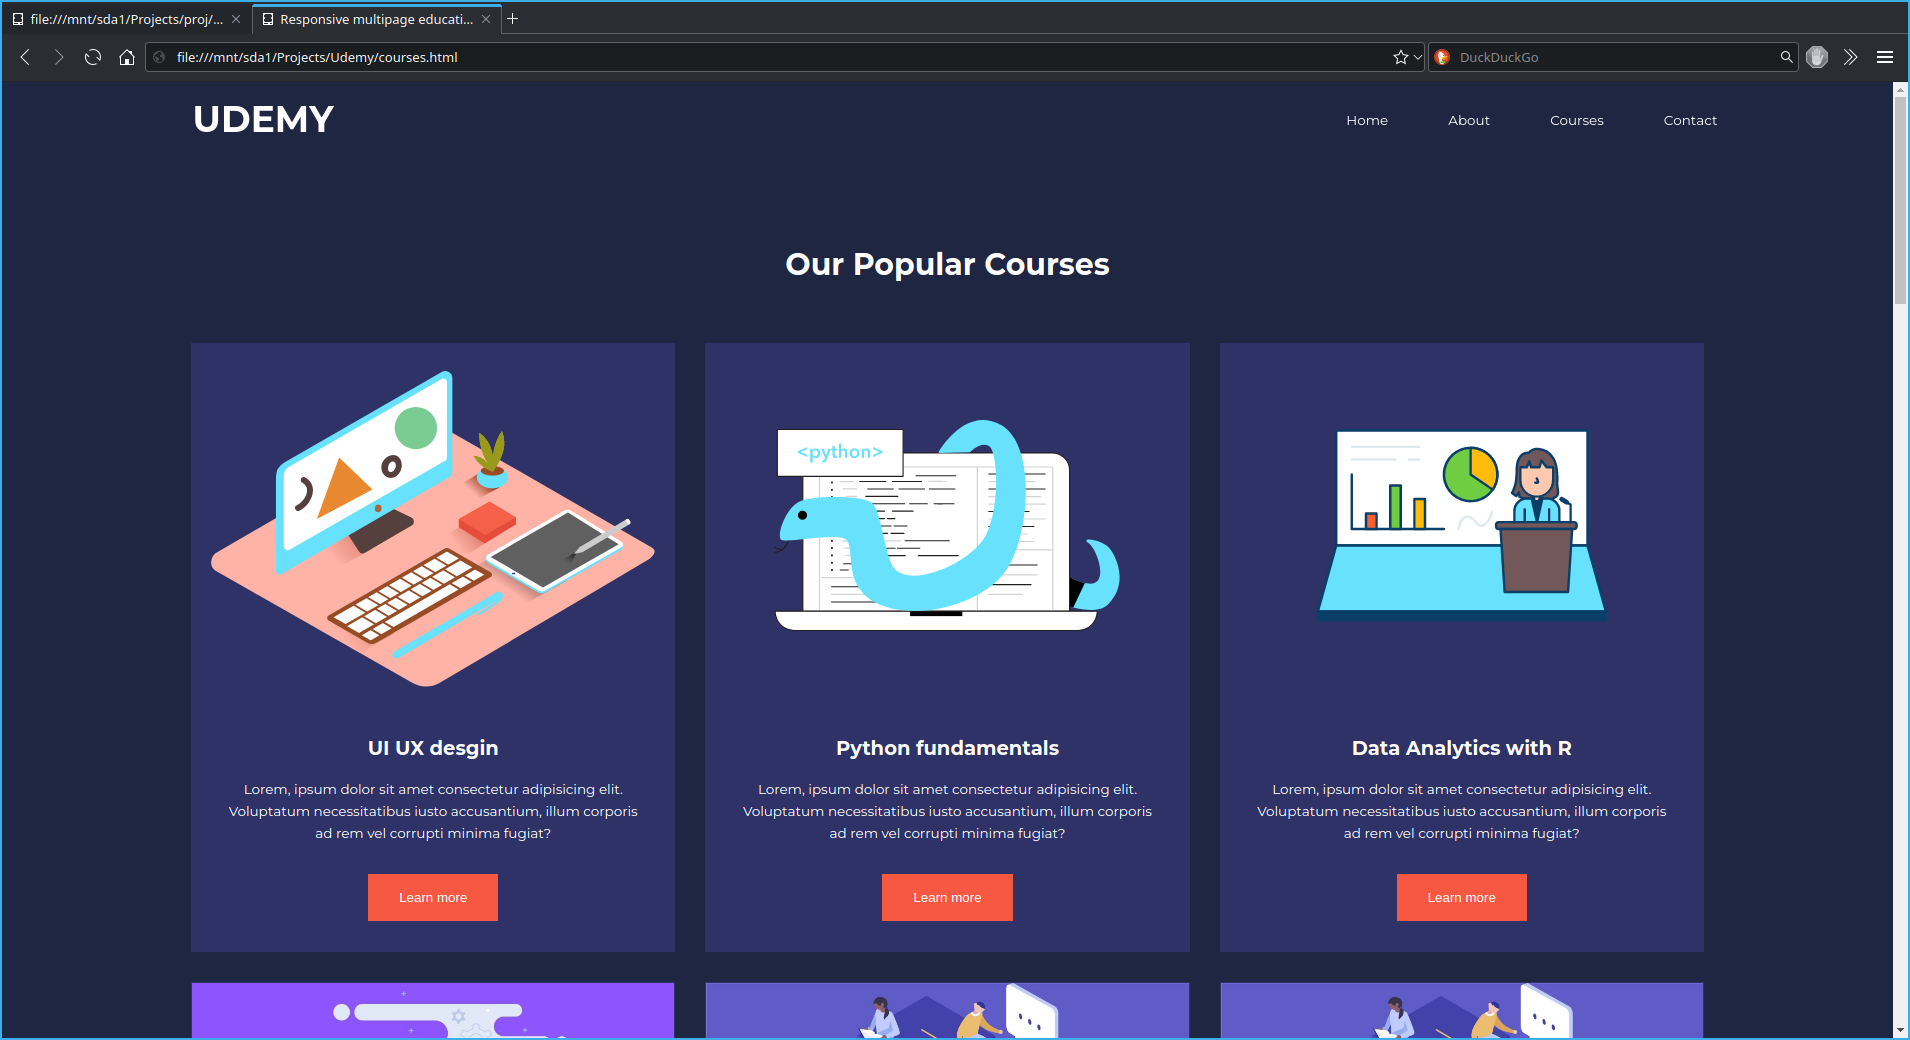 file:///mnt/sda1/Projects/proj/...
Responsive multipage educati...
file:///mnt/sda1/Projects/Udemy/courses.html
DuckDuckGo
UDEMY
Home
About
Courses
Contact
Our Popular Courses
<python>
UI UX desgin
Lorem, ipsum dolor sit amet consectetur adipisicing elit.
Voluptatum necessitatibus iusto accusantium, illum corporis
ad rem vel corrupti minima fugiat?
Learn more
Python fundamentals
Lorem, ipsum dolor sit amet consectetur adipisicing elit.
Voluptatum necessitatibus iusto accusantium, illum corporis
ad rem vel corrupti minima fugiat?
Learn more
Data Analytics with R
Lorem, ipsum dolor sit amet consectetur adipisicing elit.
Voluptatum necessitatibus iusto accusantium, illum corporis
ad rem vel corrupti minima fugiat?
Learn more